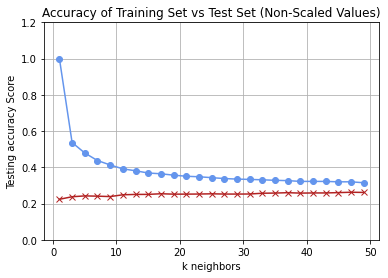 Accuracy of Training Set vs Test Set (Non-Scaled Values)
1.2
1.0
0.8
0.6
0.4
0.2
0.0
Testing accuracy Score
0 10 20 30 40 50
k neighbors